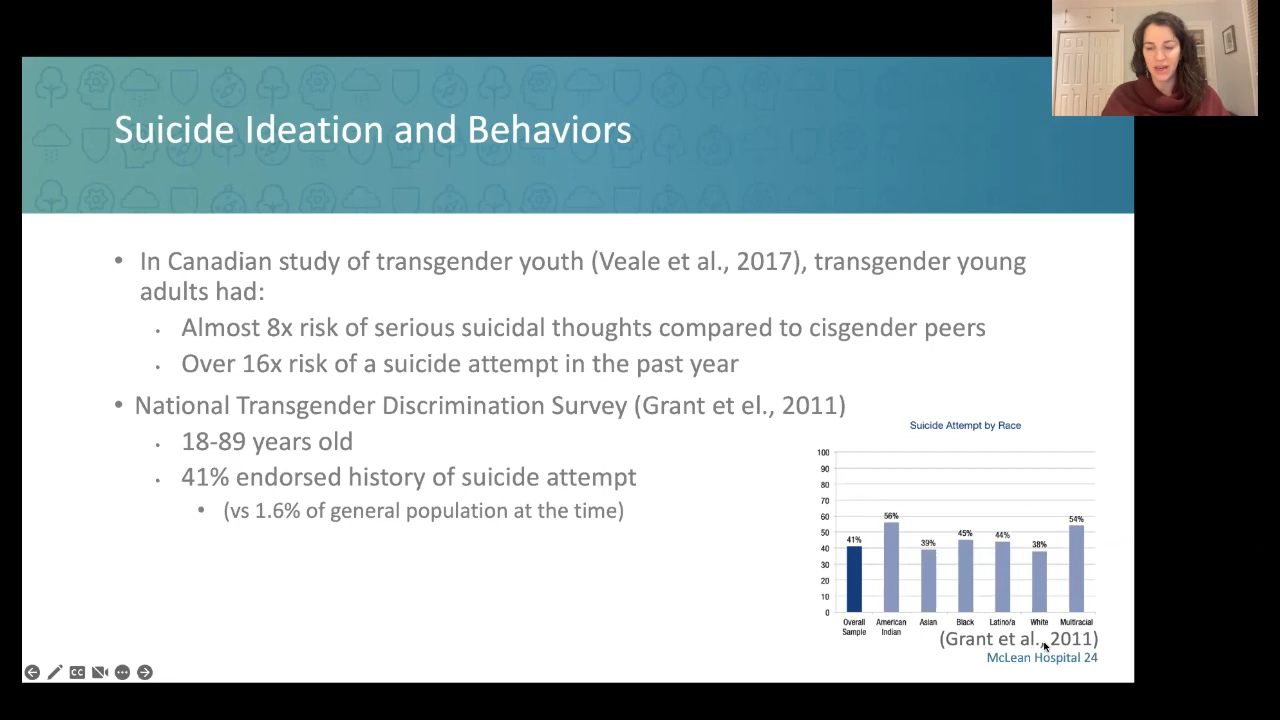 Suicide Ideation and Behaviors
• In Canadian study of transgender youth (Veale et al., 2017), transgender young
adults had:
• Almost 8x risk of serious suicidal thoughts compared to cisgender peers
• Over 16x risk of a suicide attempt in the past year
• National Transgender Discrimination Survey (Grant et el., 2011)
• 18-89 years old
• 41% endorsed history of suicide attempt
• (vs 1.6% of general population at the time)
Suicide Attempt by Race
100
90
80
70
60
50
40
30
20
10
0
41%
56%
39%
45%
44%
38%
54%
Overall Sample
American Indian
Asian
Black
Latino/a
White
Multiracial
(Grant et al., 2011)
McLean Hospital 24
CC